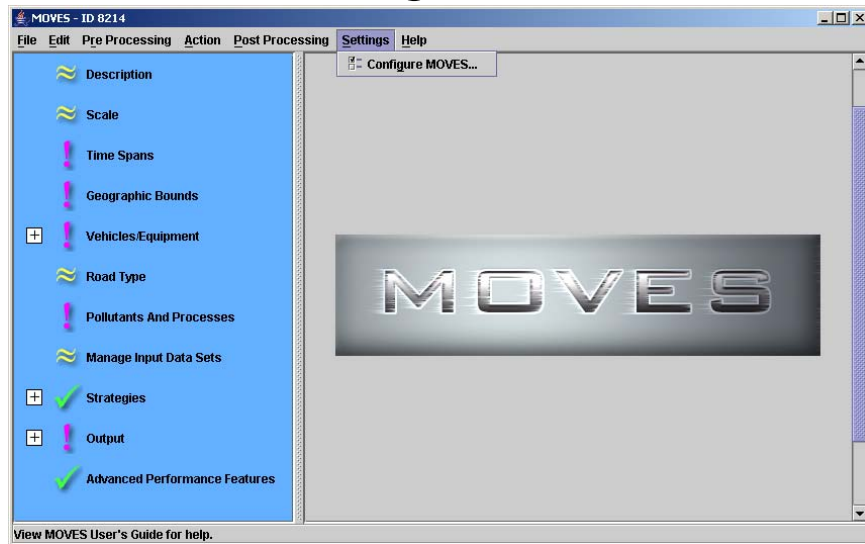 MOVES - ID 8214
File Edit Pre Processing Action Post Processing Settings Help
Configure MOVES...
Description
Scale
Time Spans
Geographic Bounds
Vehicles/Equipment
Road Type
Pollutants And Processes
Manage Input Data Sets
Strategies
Output
Advanced Performance Features
MOVES
View MOVES User's Guide for help.